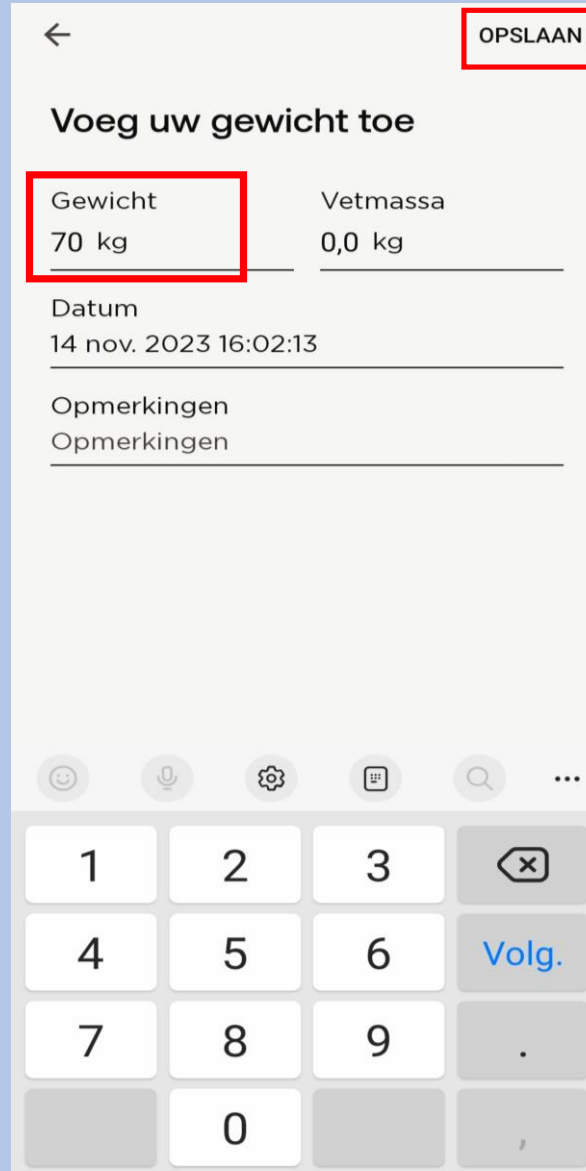 OPSLAAN
Voeg uw gewicht toe
Gewicht Vetmassa
70 kg 0,0 kg
Datum
14 nov. 2023 16:02:13
Opmerkingen
Opmerkingen
1 2 3
4 5 6 Volg.
7 8 9 .
0 ,